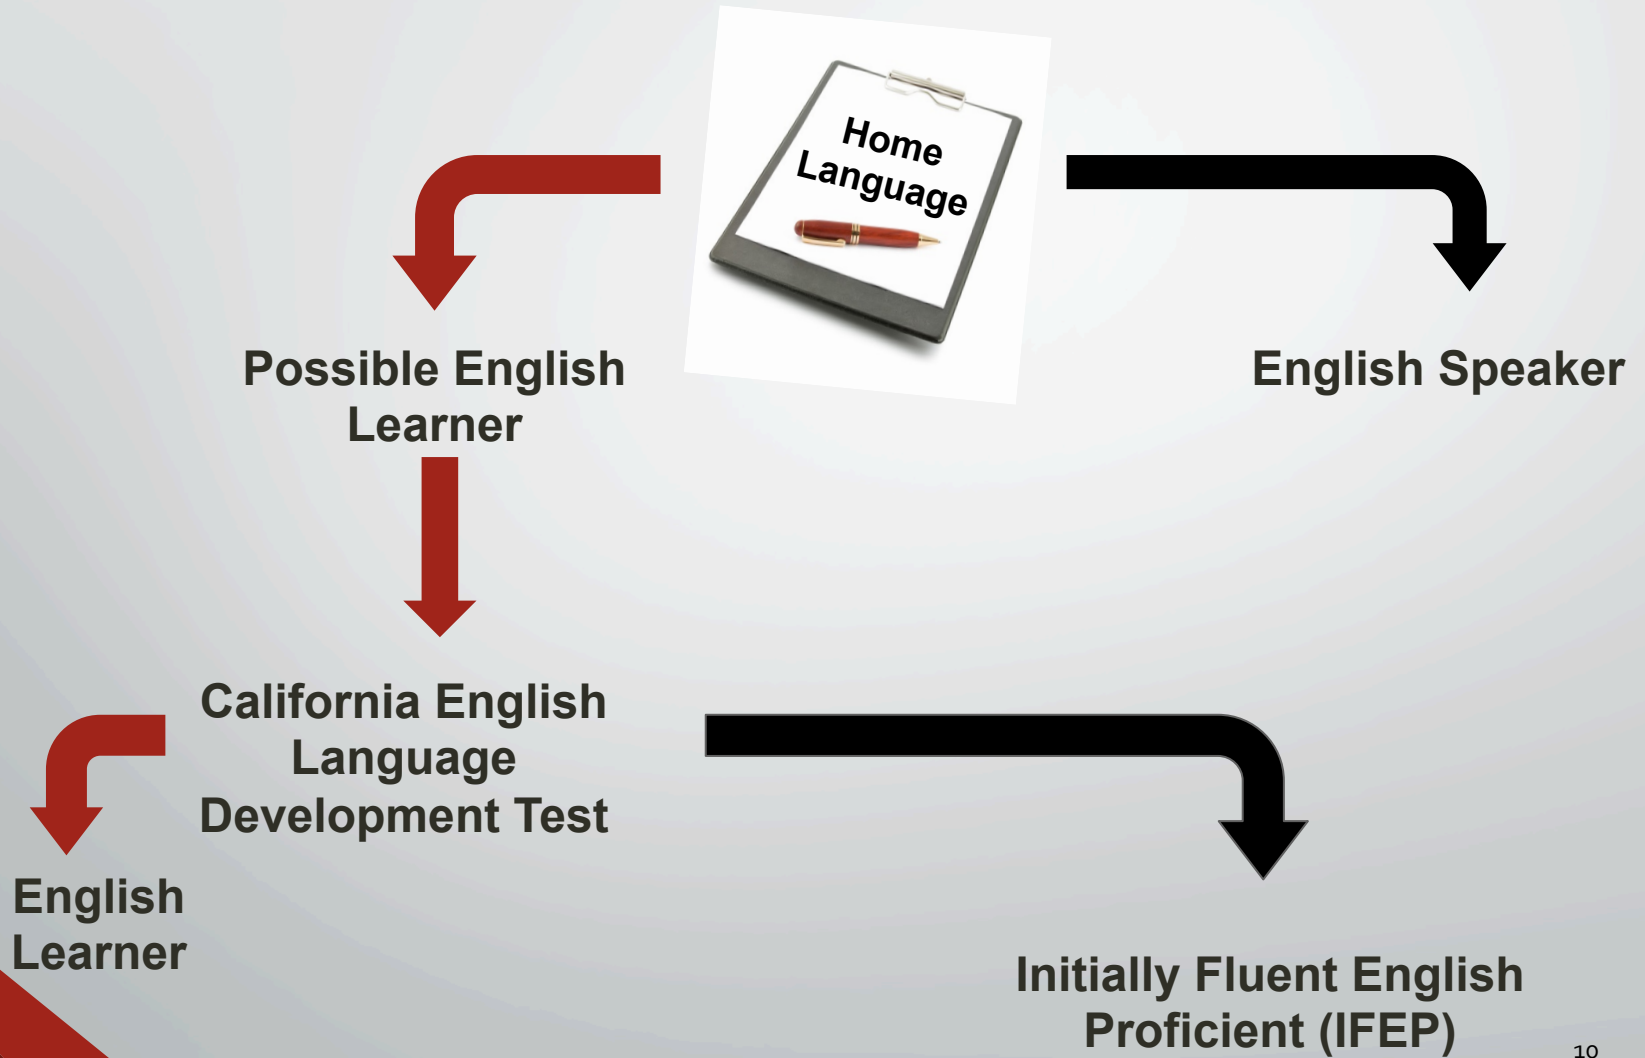 Home
Language
Possible English
Learner
English Speaker
California English
Language
Development Test
English
Learner
Initially Fluent English
Proficient (IFEP)
10